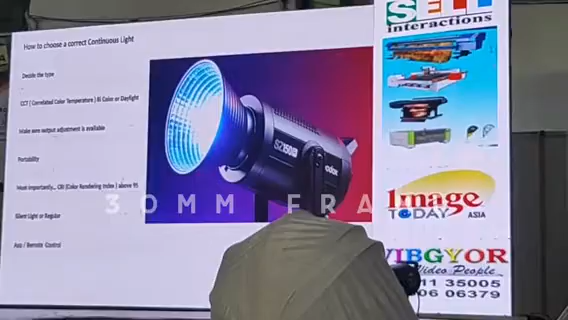 How to choose a correct Continuous Light
Decide the type
CCT ( Correlated Color Temperature ) Bi Color or Daylight
Make sure output adjustment is available
Portability
Most Importantly... CRI (Color Rendering Index ) above 95
Silent Light or Regular
App / Remote Control
SZ150R
Godox
30MM FRA
SELL
interactions
Image
TODAY ASIA
VIBGYOR
Video People
11 35005
06 06379